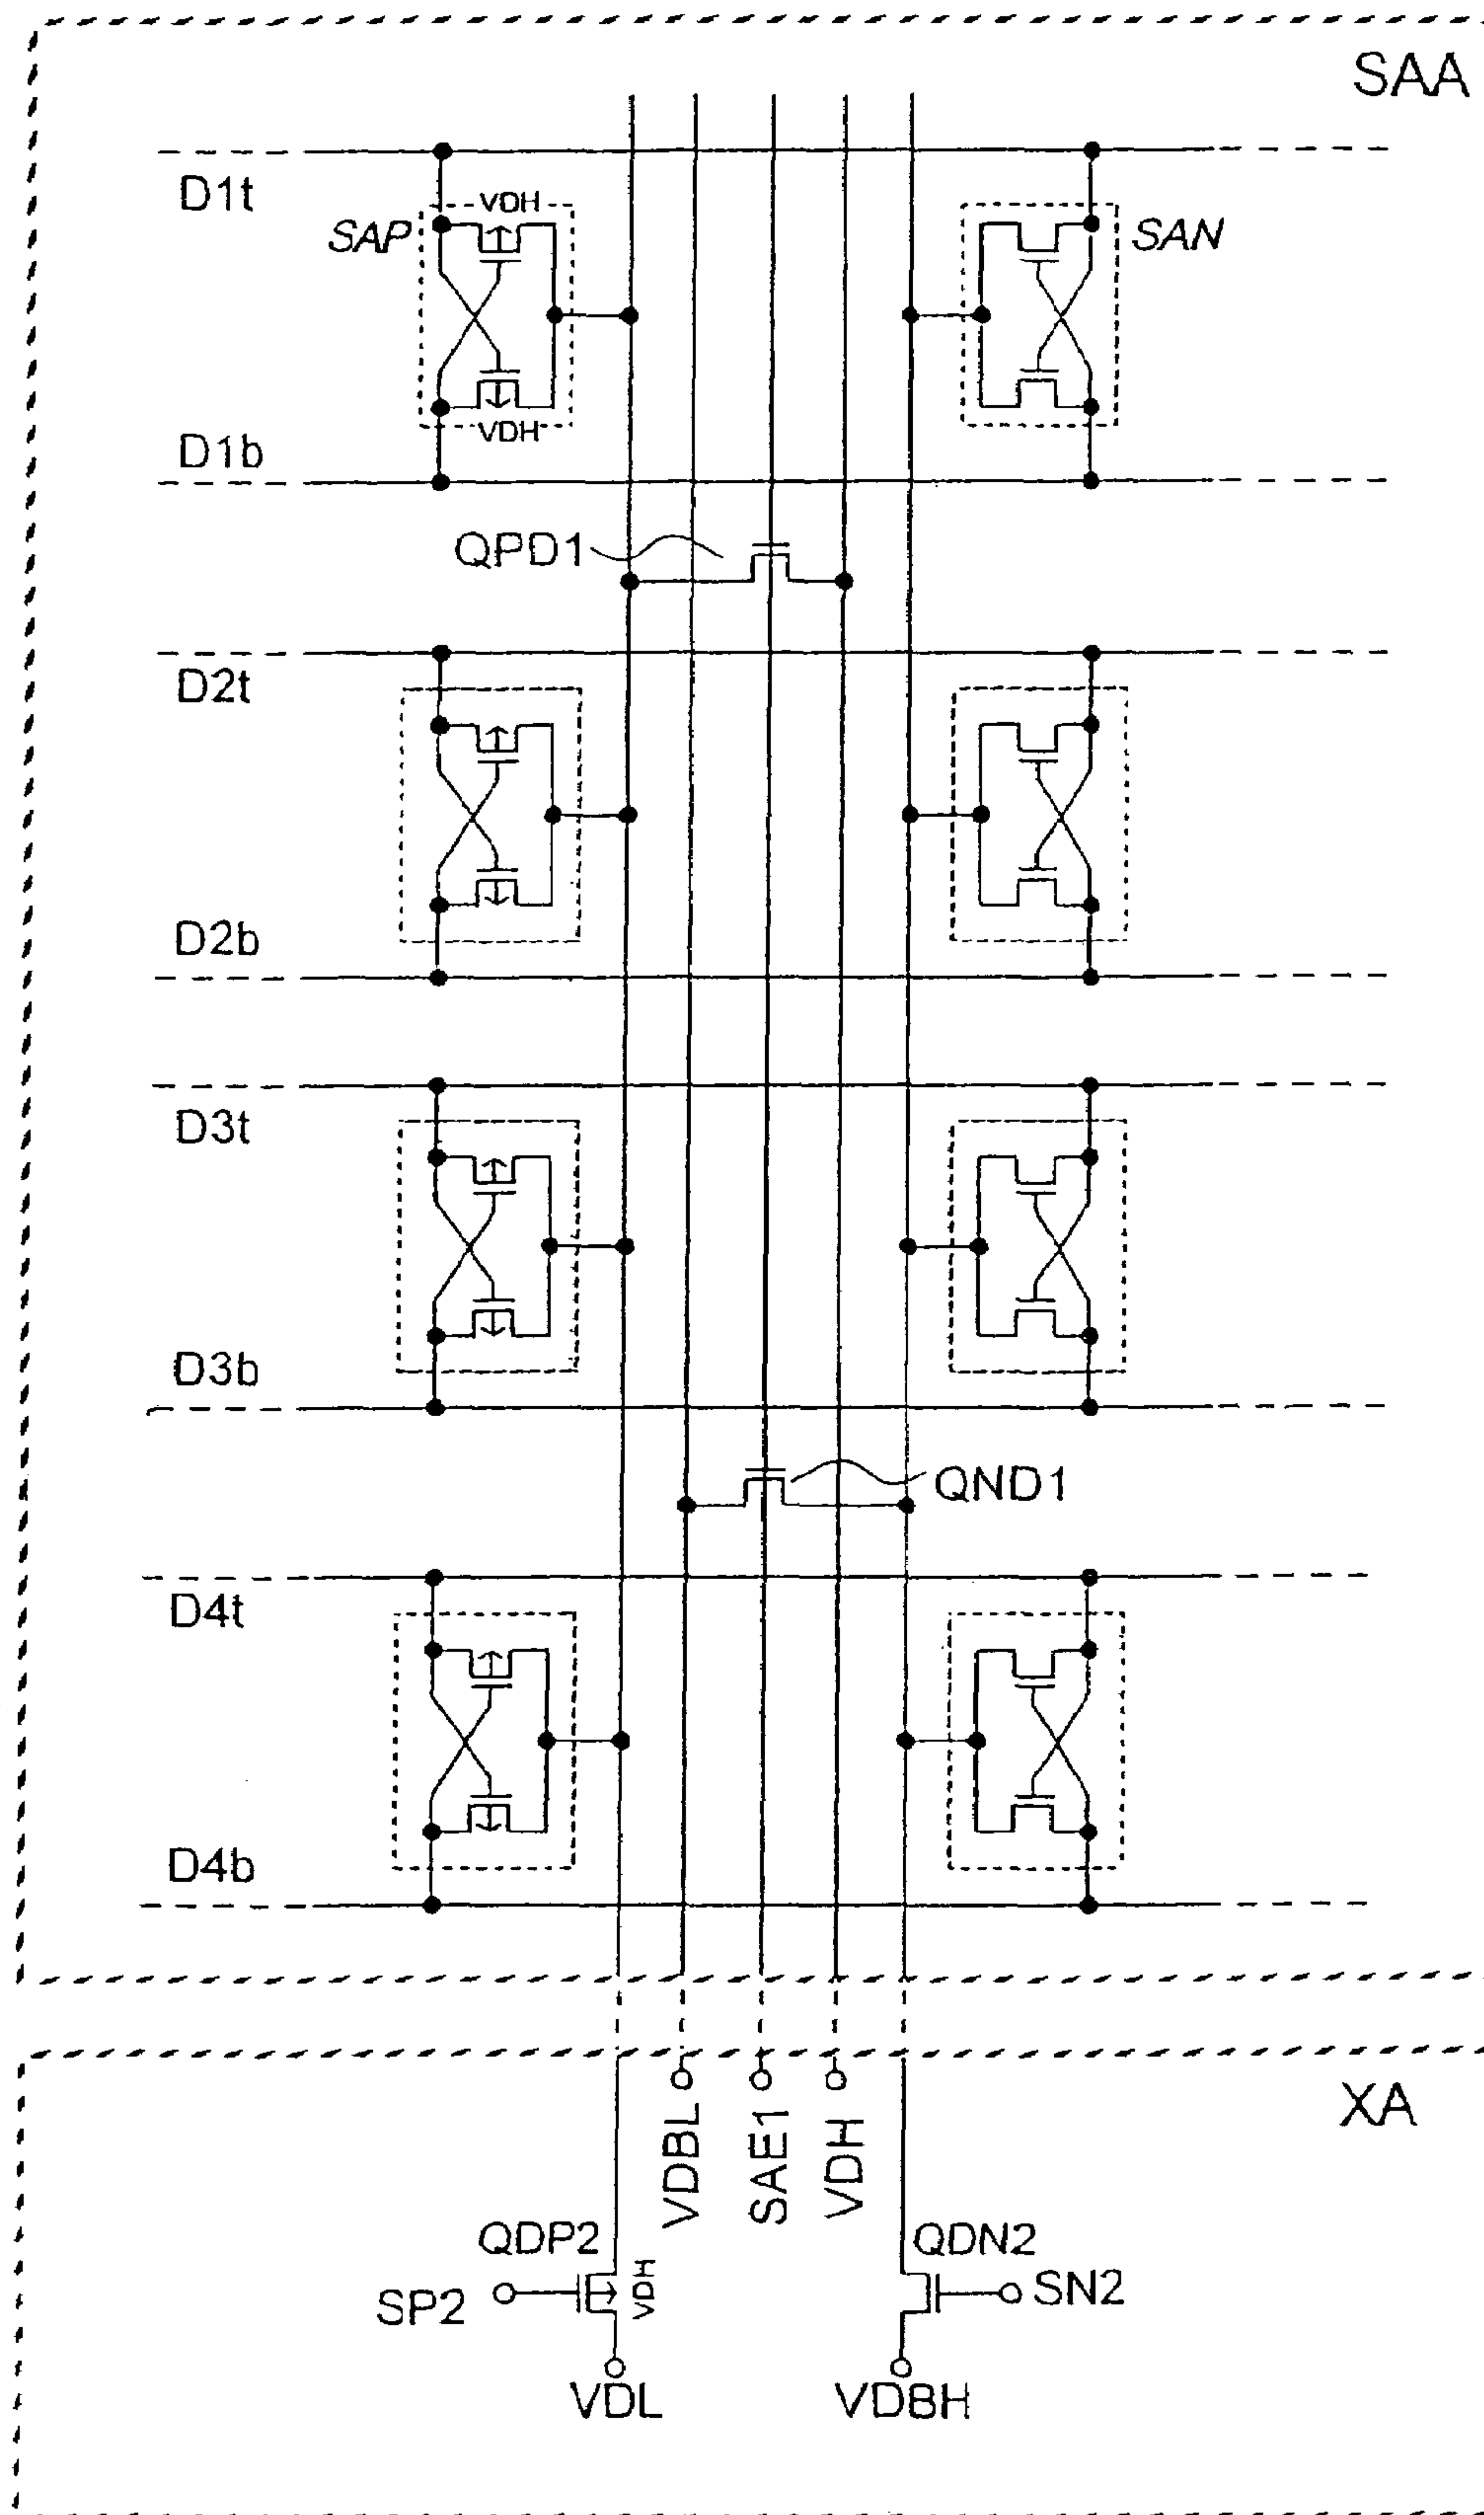 SAA
D1t
VDH
SAP
SAN
VDH
D1b
QPD1
D2t
D2b
D3t
D3b
QND1
D4t
D4b
XA
VDBL
SAE1
VDH
QDP2
QDN2
VDH
SP2
SN2
VDL
VDBH